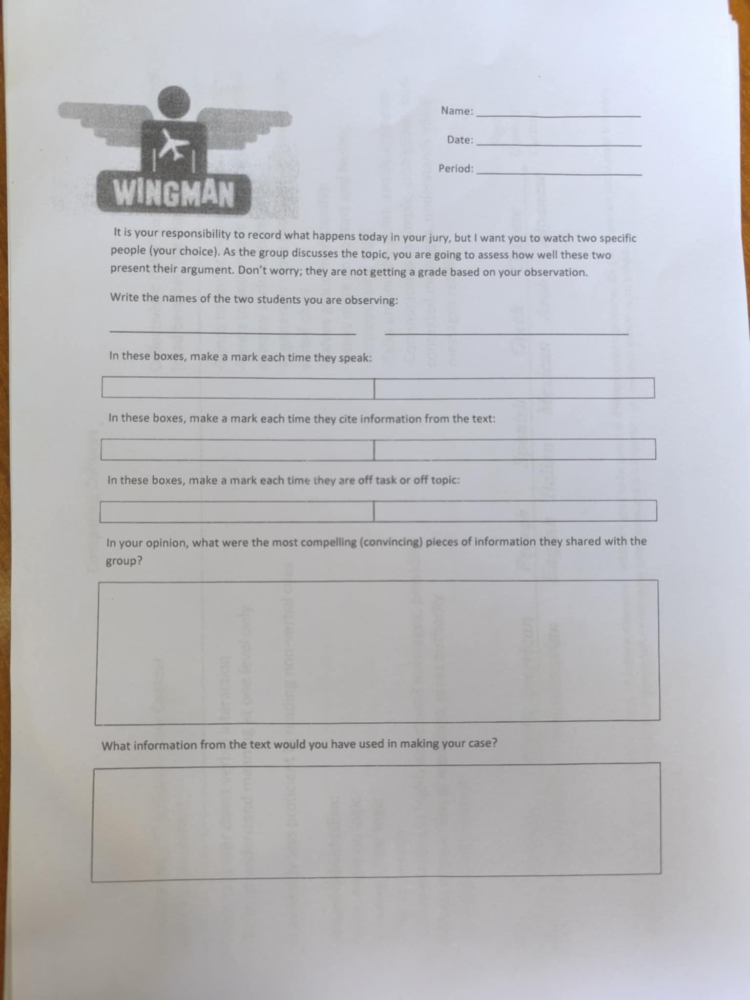 WINGMAN
Name:
Date:
Period:
It is your responsibility to record what happens today in your jury, but I want you to watch two specific
people (your choice). As the group discusses the topic, you are going to assess how well these two
present their argument. Don't worry; they are not getting a grade based on your observation.
Write the names of the two students you are observing:
In these boxes, make a mark each time they speak:
In these boxes, make a mark each time they cite information from the text:
In these boxes, make a mark each time they are off task or off topic:
In your opinion, what were the most compelling (convincing) pieces of information they shared with the
group?
What information from the text would you have used in making your case?